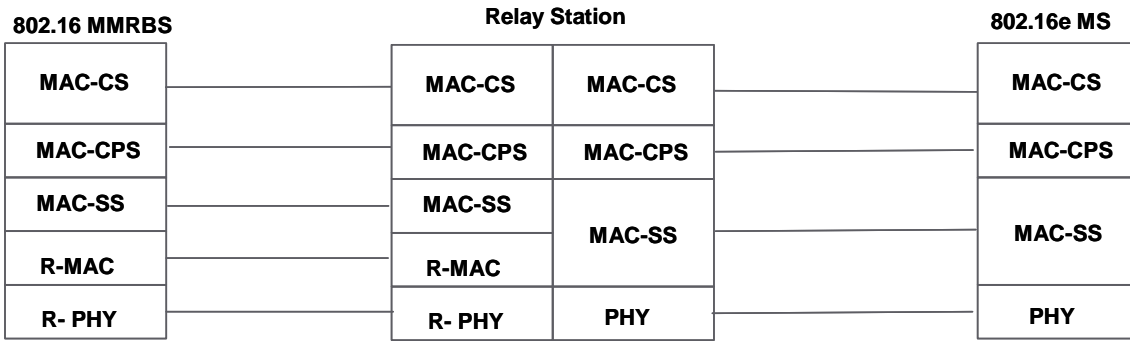 802.16 MMRBS
Relay Station
802.16e MS
MAC-CS
MAC-CS
MAC-CS
MAC-CS
MAC-CPS
MAC-CPS
MAC-CPS
MAC-CPS
MAC-SS
MAC-SS
MAC-SS
MAC-SS
R-MAC
R-MAC
R- PHY
R- PHY
PHY
PHY